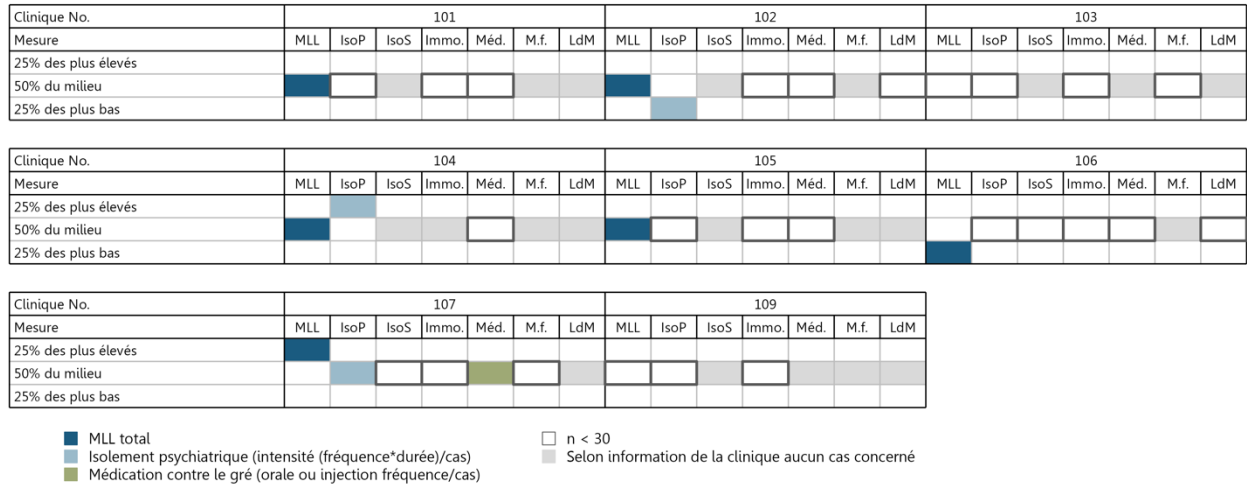 Clinique No. 101 102 103
Mesure MLL IsoP IsoS Immo. Méd. M.f. LdM MLL IsoP IsoS Immo. Méd. M.f. LdM MLL IsoP IsoS Immo. Méd. M.f. LdM
25% des plus élevés
50% du milieu
25% des plus bas
Clinique No. 104 105 106
Mesure MLL IsoP IsoS Immo. Méd. M.f. LdM MLL IsoP IsoS Immo. Méd. M.f. LdM MLL IsoP IsoS Immo. Méd. M.f. LdM
25% des plus élevés
50% du milieu
25% des plus bas
Clinique No. 107 109
Mesure MLL IsoP IsoS Immo. Méd. M.f. LdM MLL IsoP IsoS Immo. Méd. M.f. LdM
25% des plus élevés
50% du milieu
25% des plus bas
MLL total n < 30
Isolement psychiatrique (intensité (fréquence*durée)/cas) Selon information de la clinique aucun cas concerné
Médication contre le gré (orale ou injection fréquence/cas)